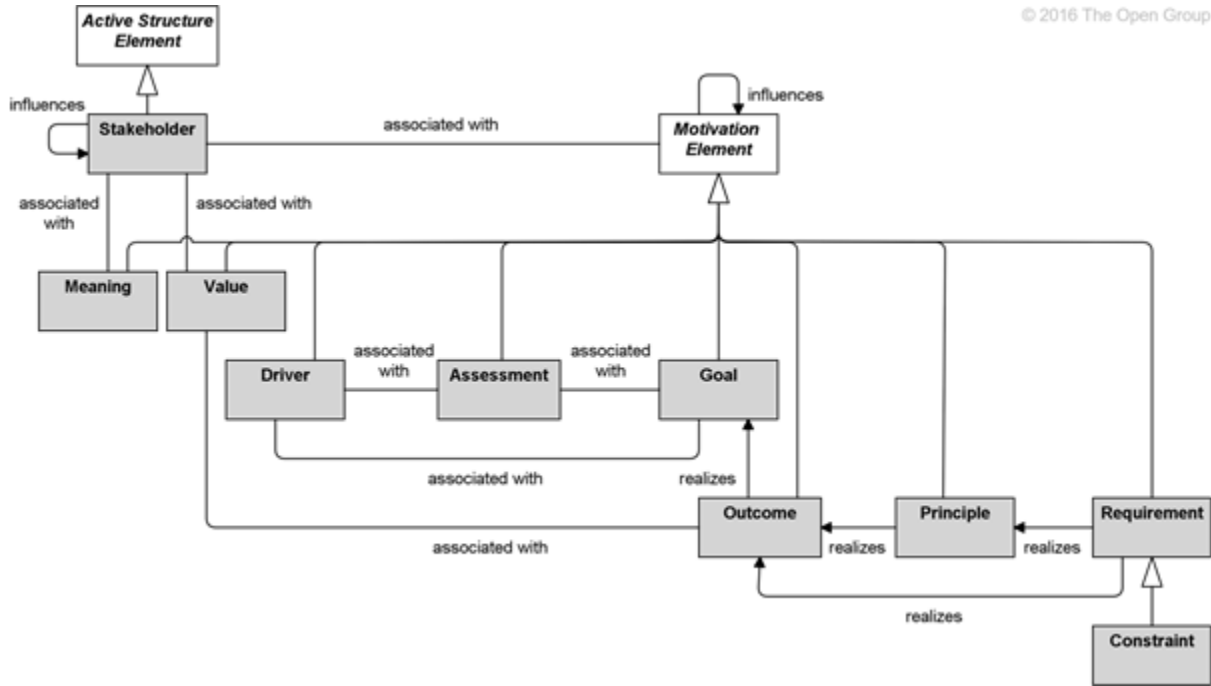 © 2016 The Open Group
Active Structure
Element
influences
Stakeholder
associated with
influences
Motivation
Element
associated
with
associated with
Meaning
Value
associated
with
associated
with
Driver
Assessment
Goal
associated with
realizes
Outcome
Principle
Requirement
associated with
realizes
realizes
realizes
Constraint